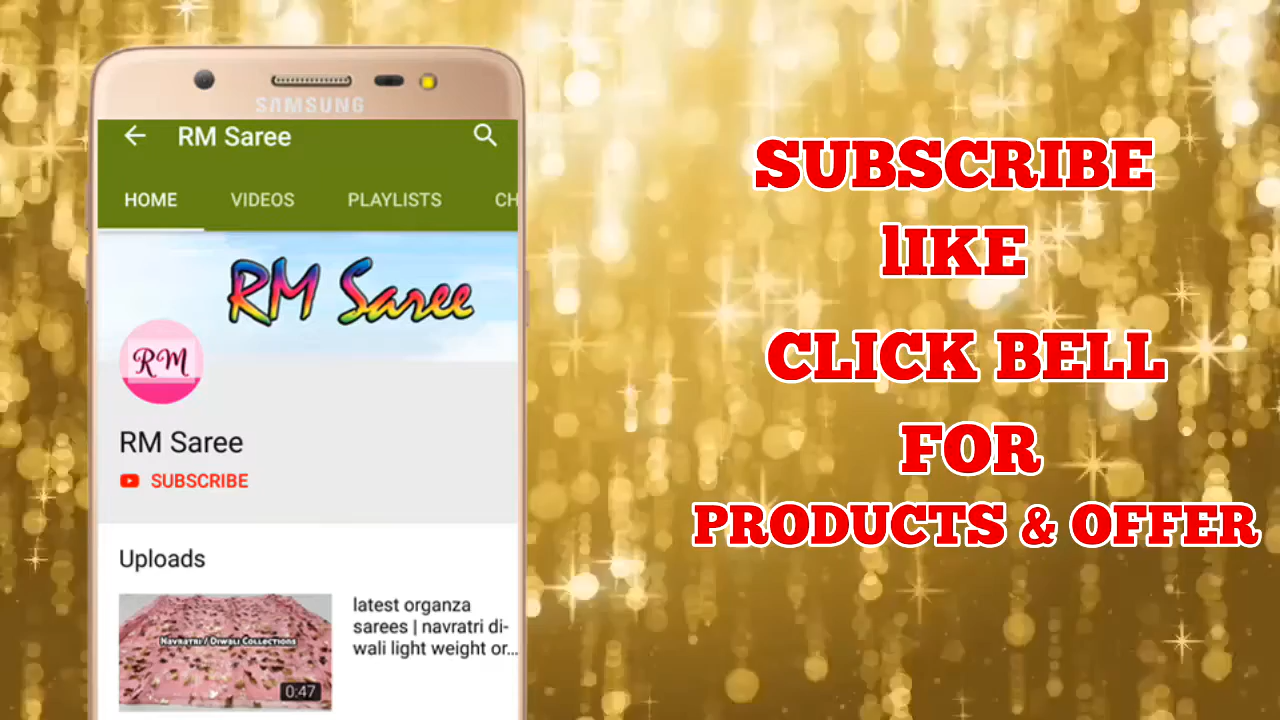 SAMSUNG
RM Saree
HOME VIDEOS PLAYLISTS CH
RM Saree
RM
RM Saree
SUBSCRIBE
Uploads
Navratri / Diwali Collections
0:47
latest organza
sarees | navratri di-
wali light weight or...
SUBSCRIBE
lIKE
CLICK BELL
FOR
PRODUCTS & OFFER